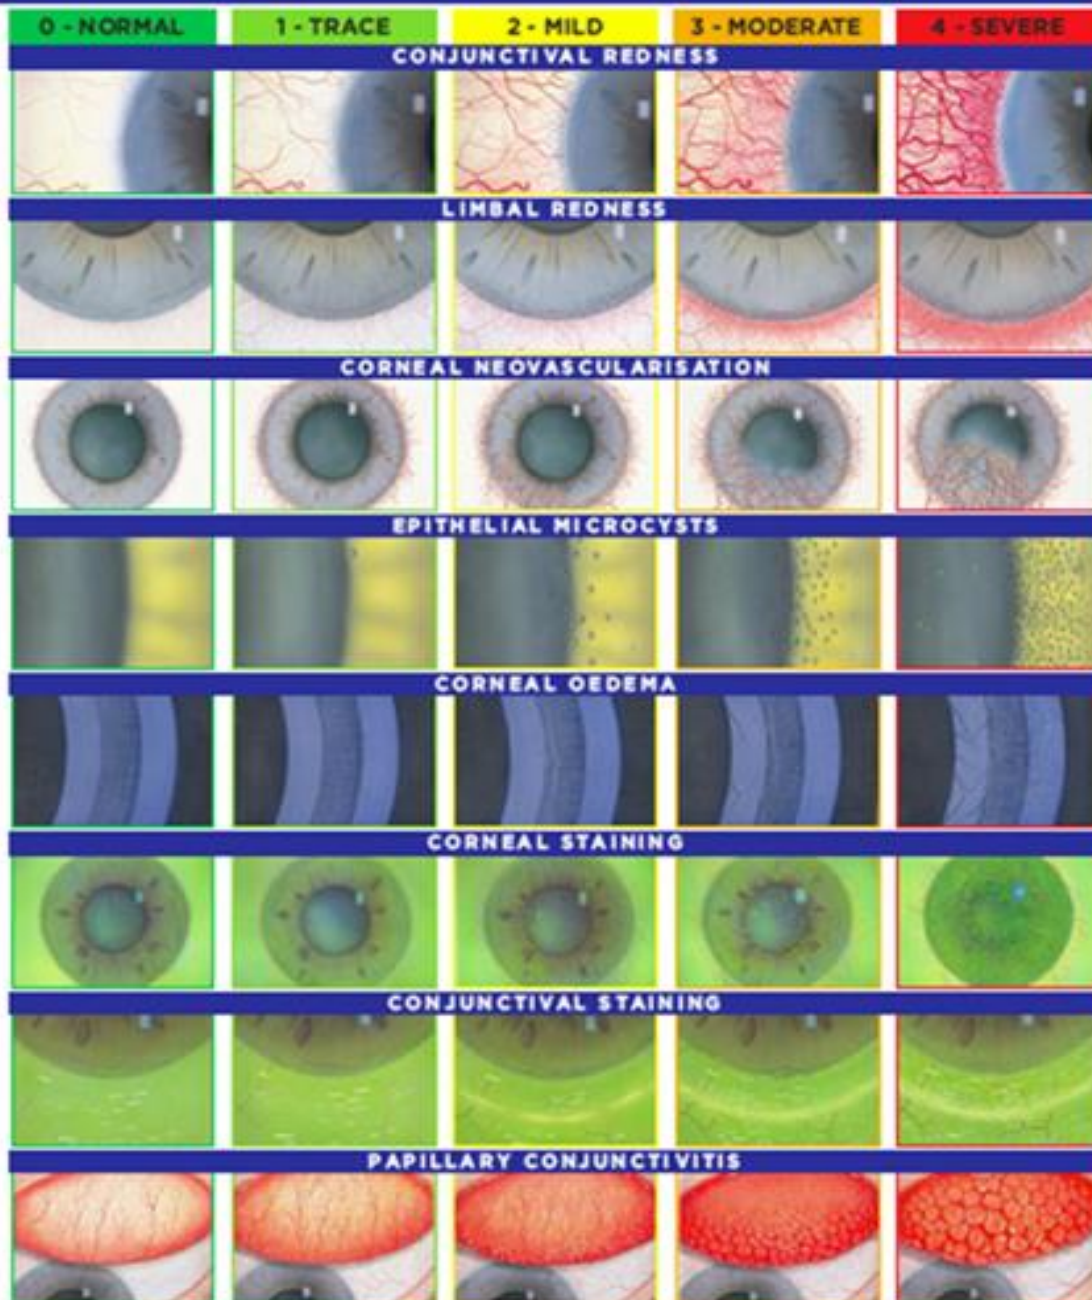 0 - NORMAL 1 - TRACE 2 - MILD 3 - MODERATE 4 - SEVERE
CONJUNCTIVAL REDNESS
LIMBAL REDNESS
CORNEAL NEOVASCULARISATION
EPITHELIAL MICROCYSTS
CORNEAL OEDEMA
CORNEAL STAINING
CONJUNCTIVAL STAINING
PAPILLARY CONJUNCTIVITIS